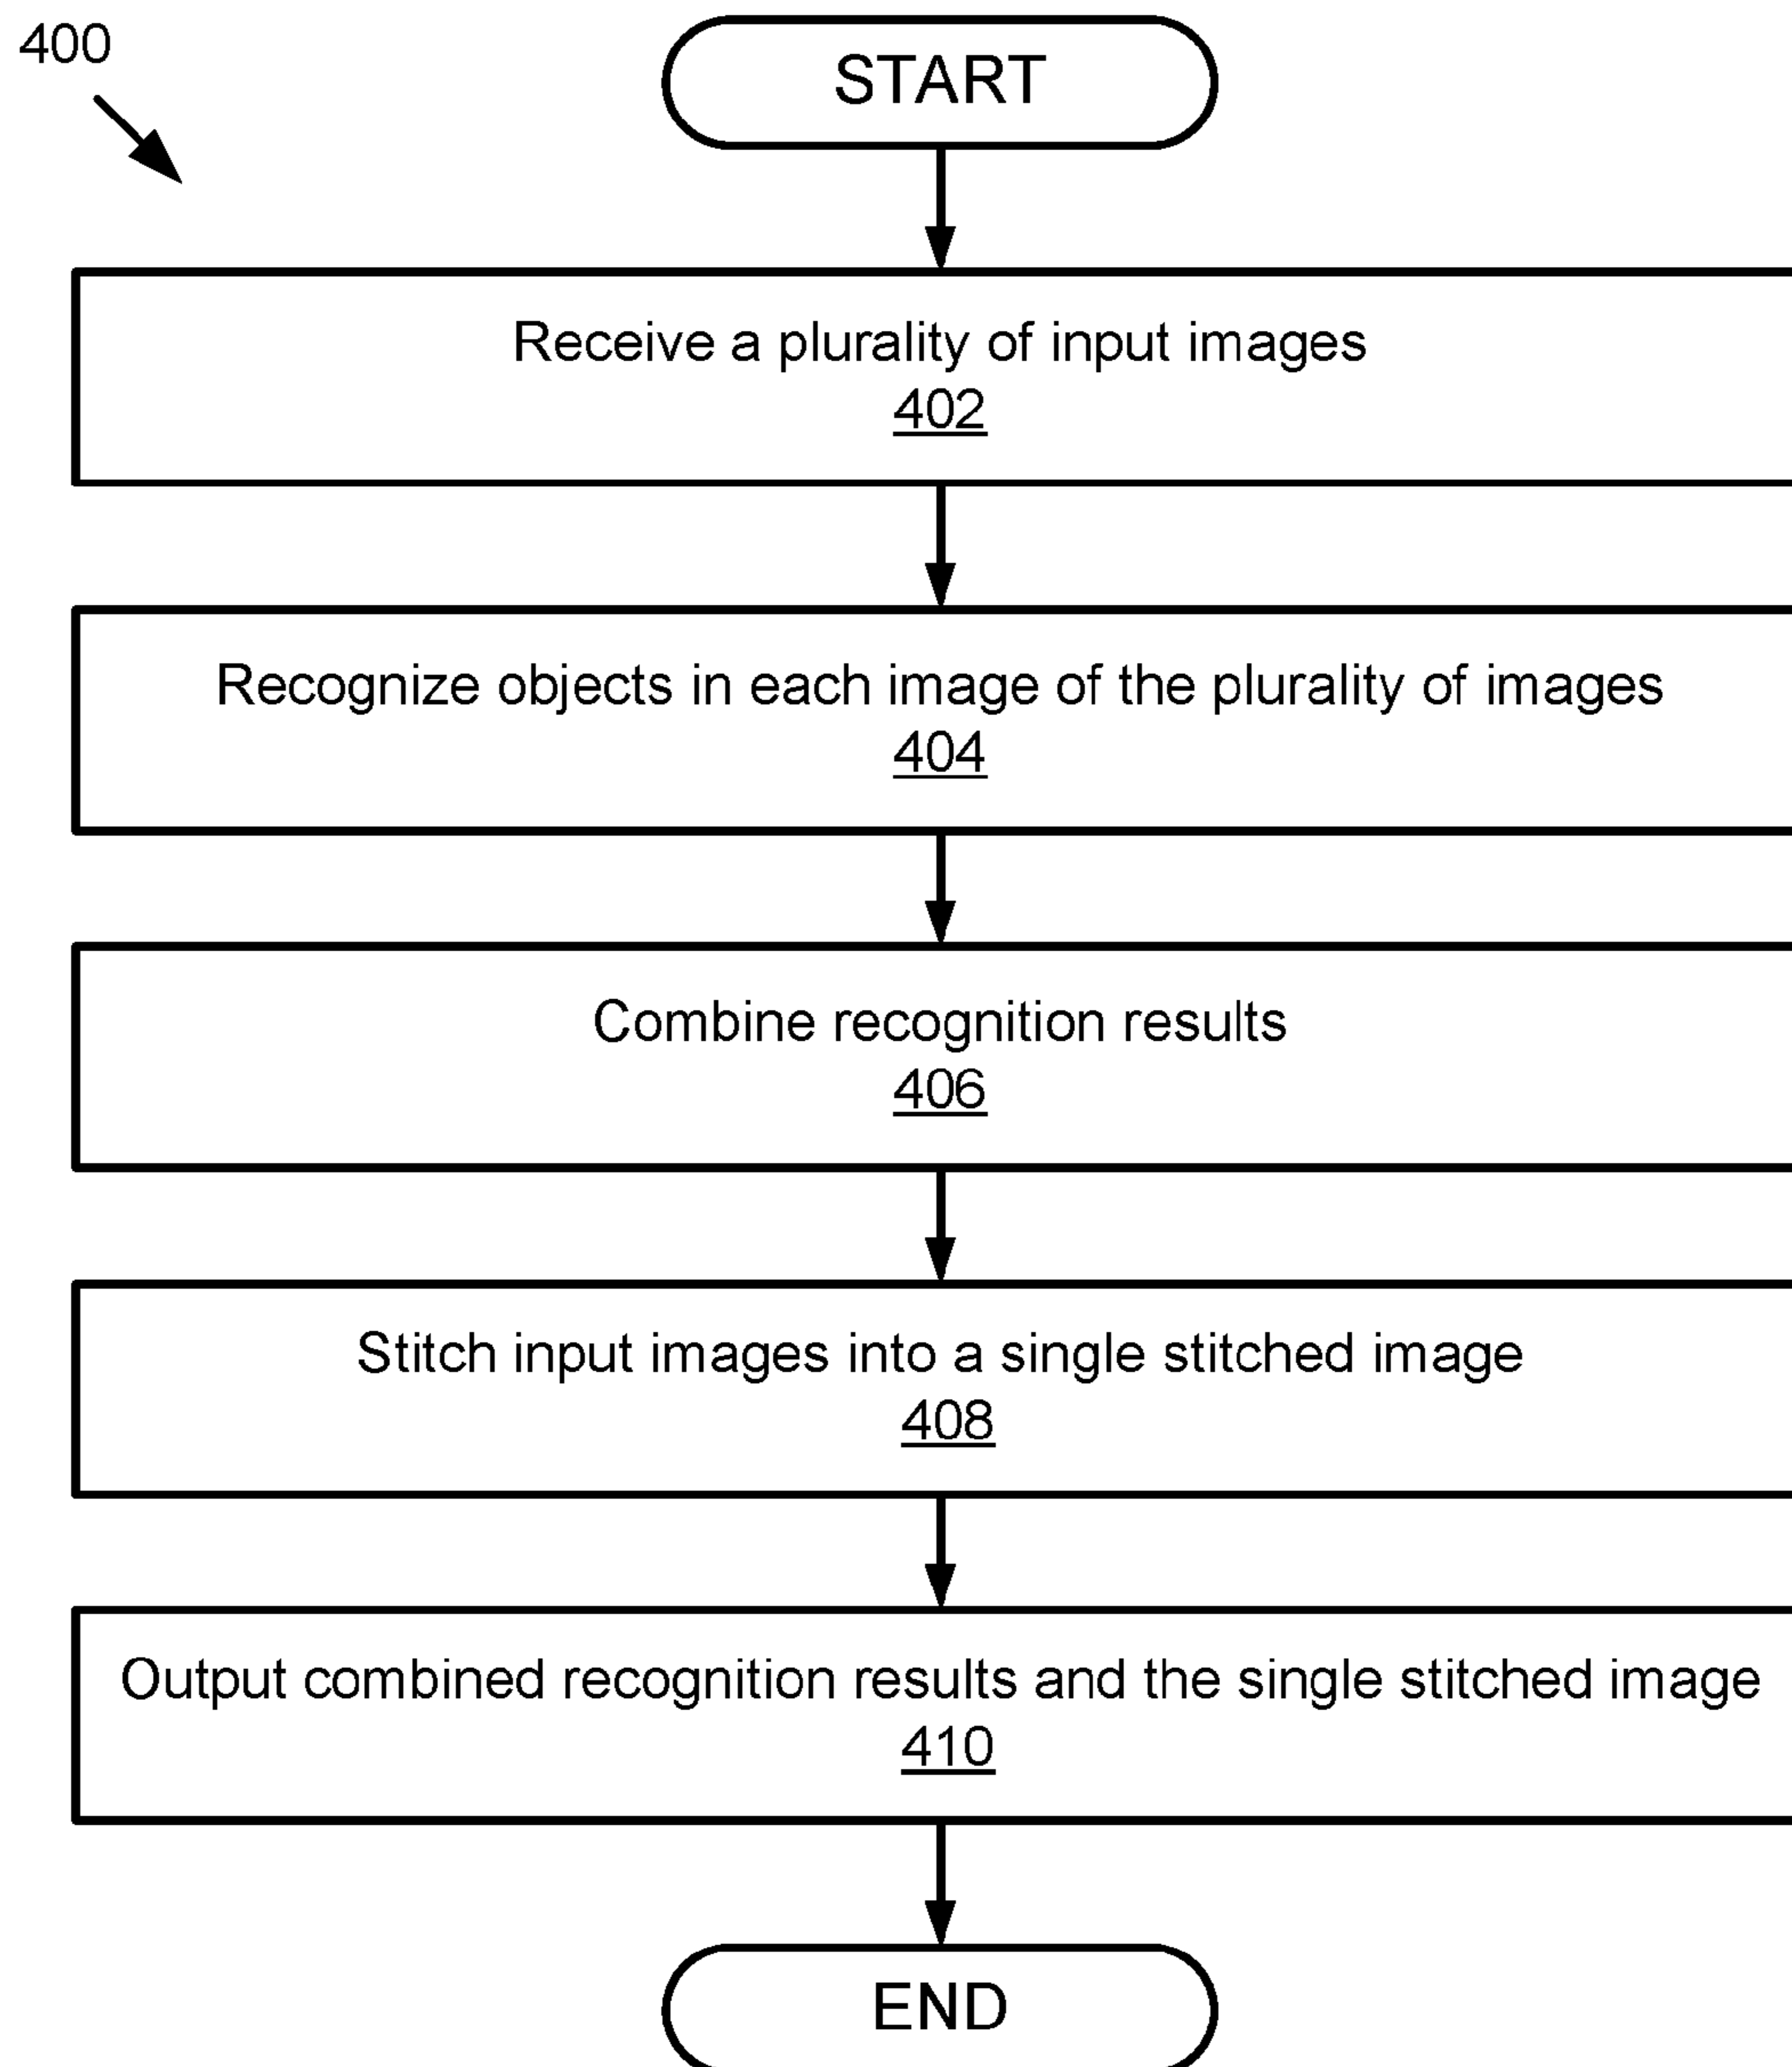 400
START
Receive a plurality of input images
402
Recognize objects in each image of the plurality of images
404
Combine recognition results
406
Stitch input images into a single stitched image
408
Output combined recognition results and the single stitched image
410
END